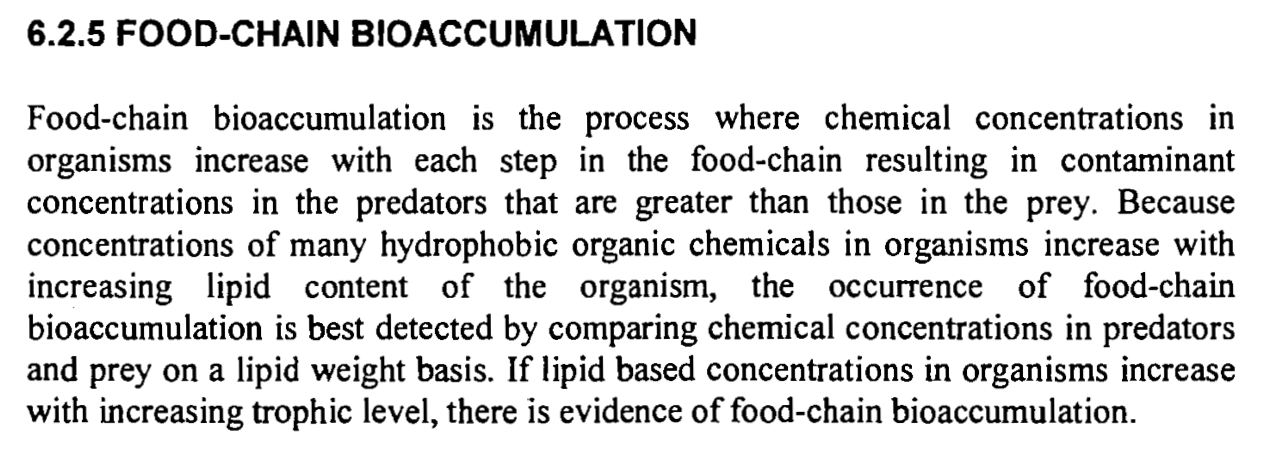 6.2.5 FOOD-CHAIN BIOACCUMULATION
Food-chain bioaccumulation is the process where chemical concentrations in
organisms increase with each step in the food-chain resulting in contaminant
concentrations in the predators that are greater than those in the prey. Because
concentrations of many hydrophobic organic chemicals in organisms increase with
increasing lipid content of the organism, the occurrence of food-chain
bioaccumulation is best detected by comparing chemical concentrations in predators
and prey on a lipid weight basis. If lipid based concentrations in organisms increase
with increasing trophic level, there is evidence of food-chain bioaccumulation.